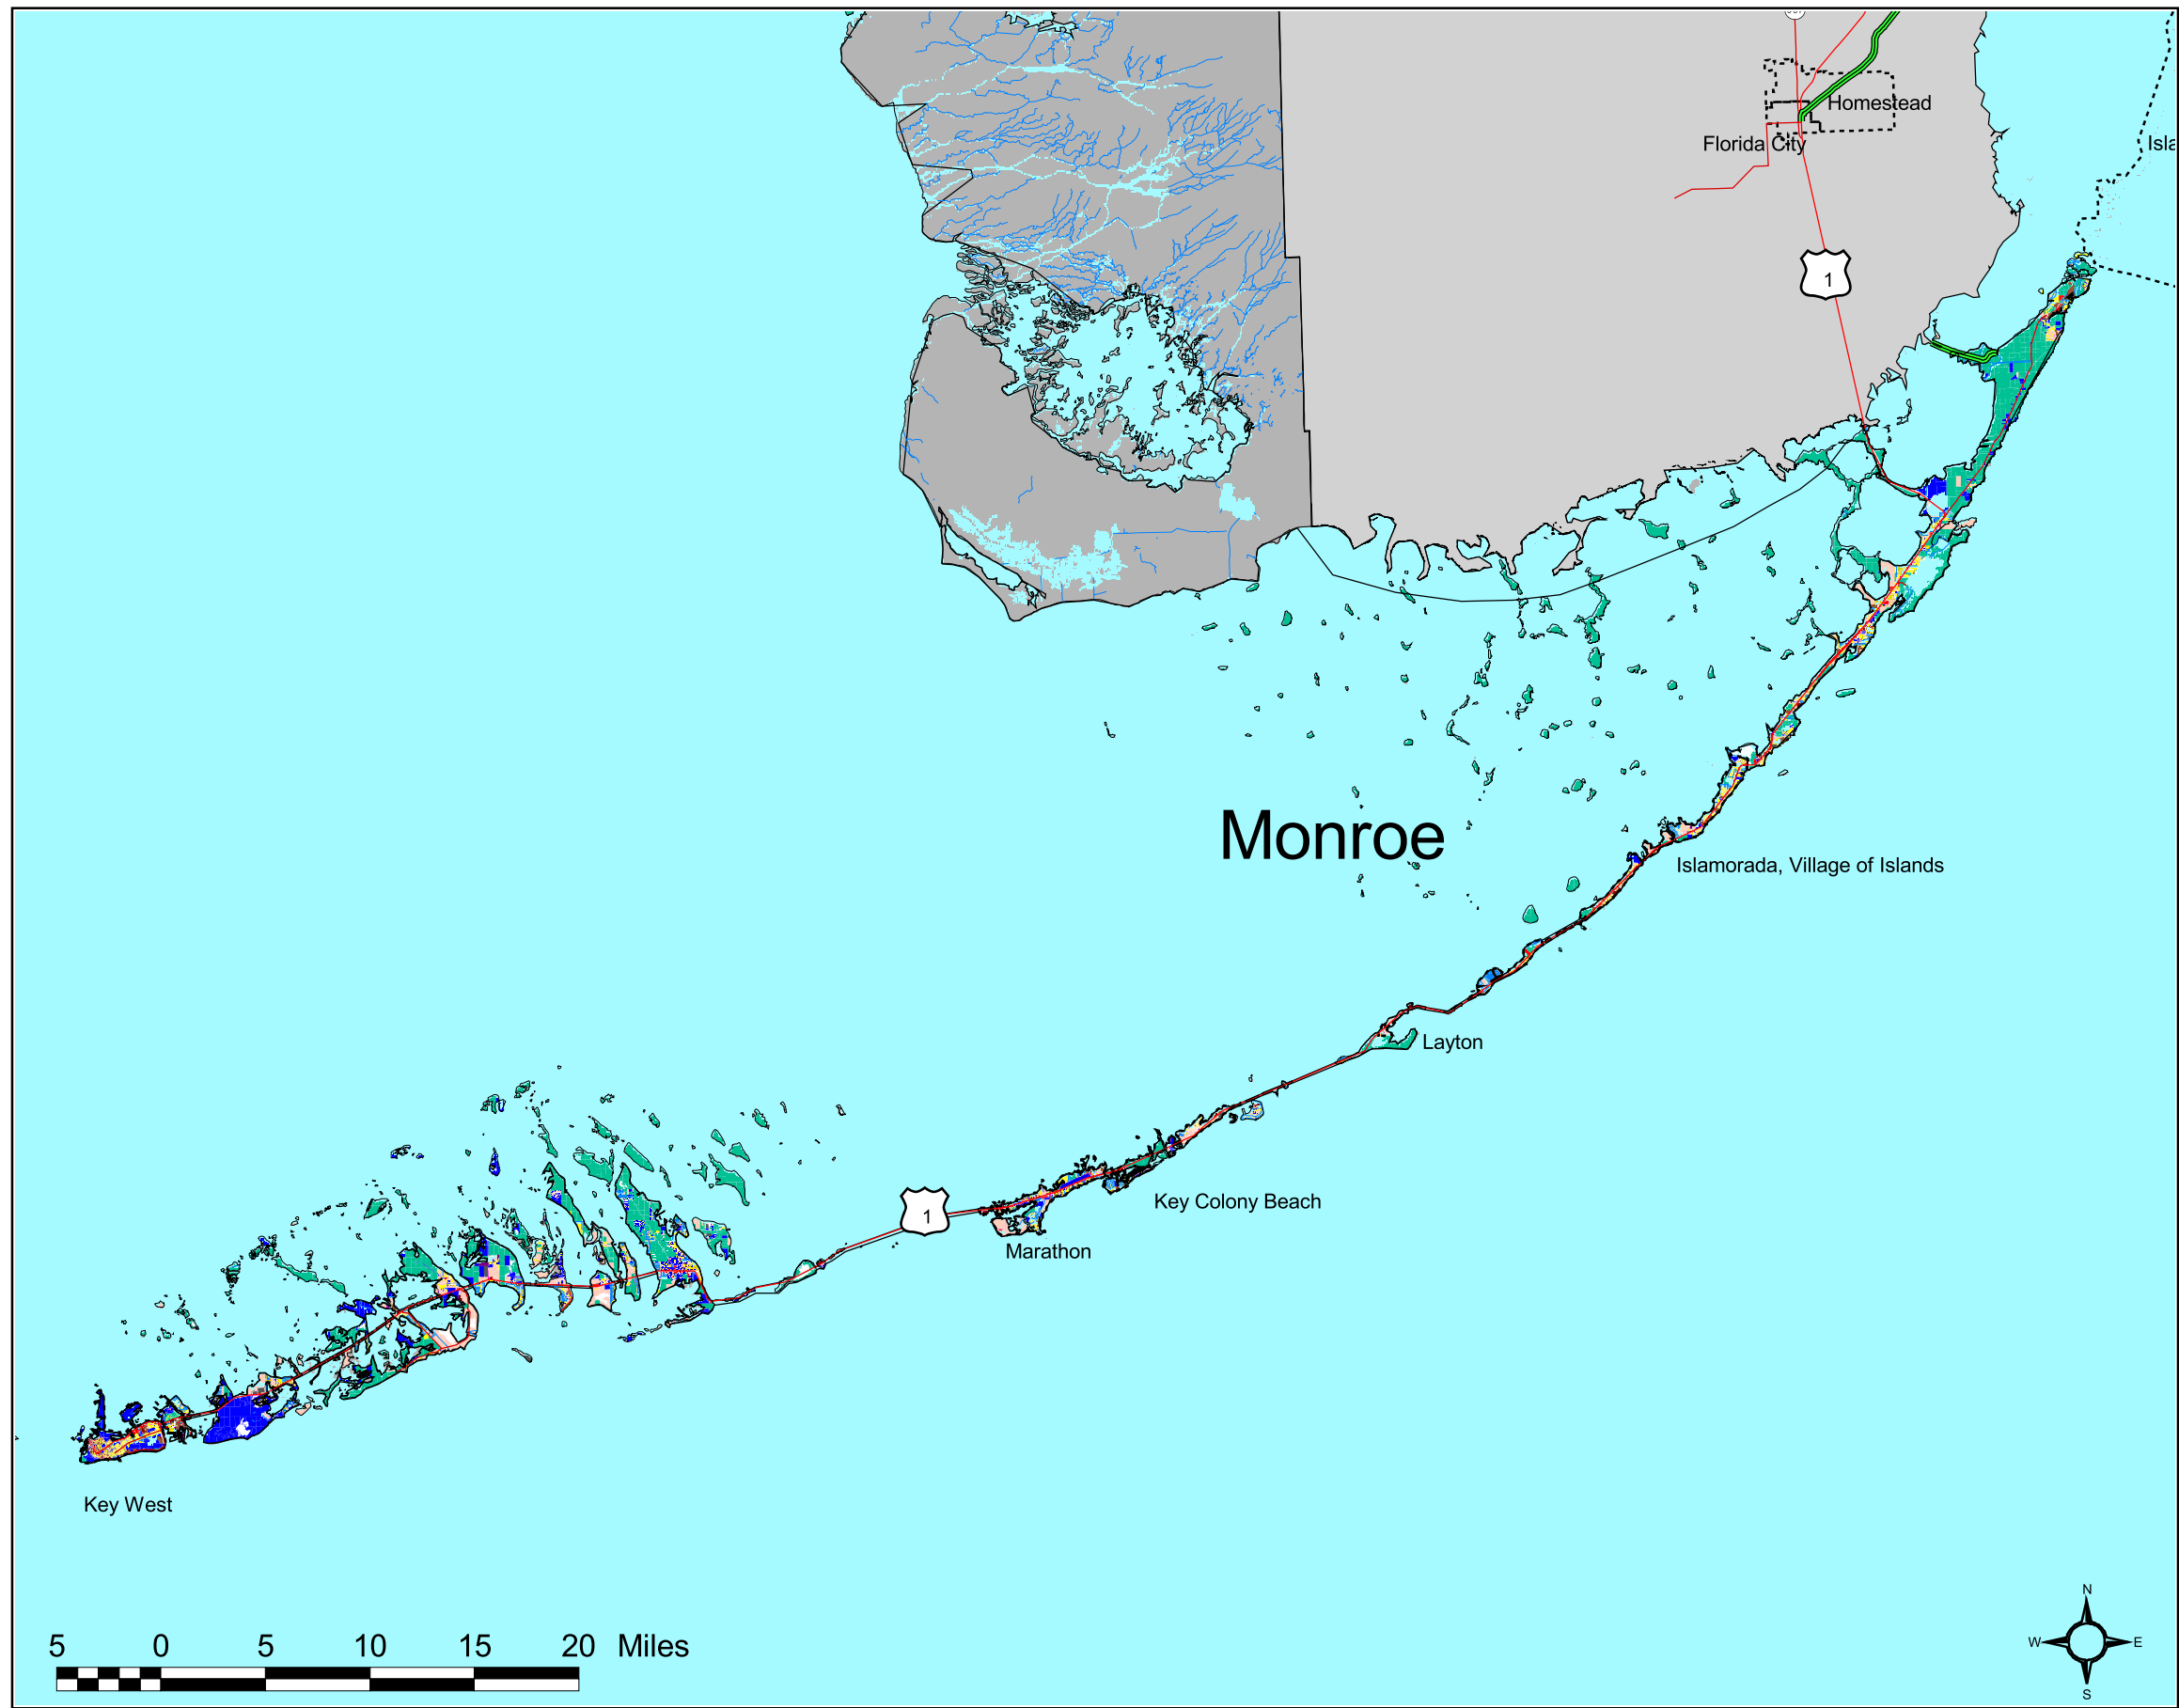 Homestead
Florida City
Isla
1
Monroe
Islamorada, Village of Islands
Layton
Key Colony Beach
1
Marathon
Key West
N
W E
S
5 0 5 10 15 20 Miles